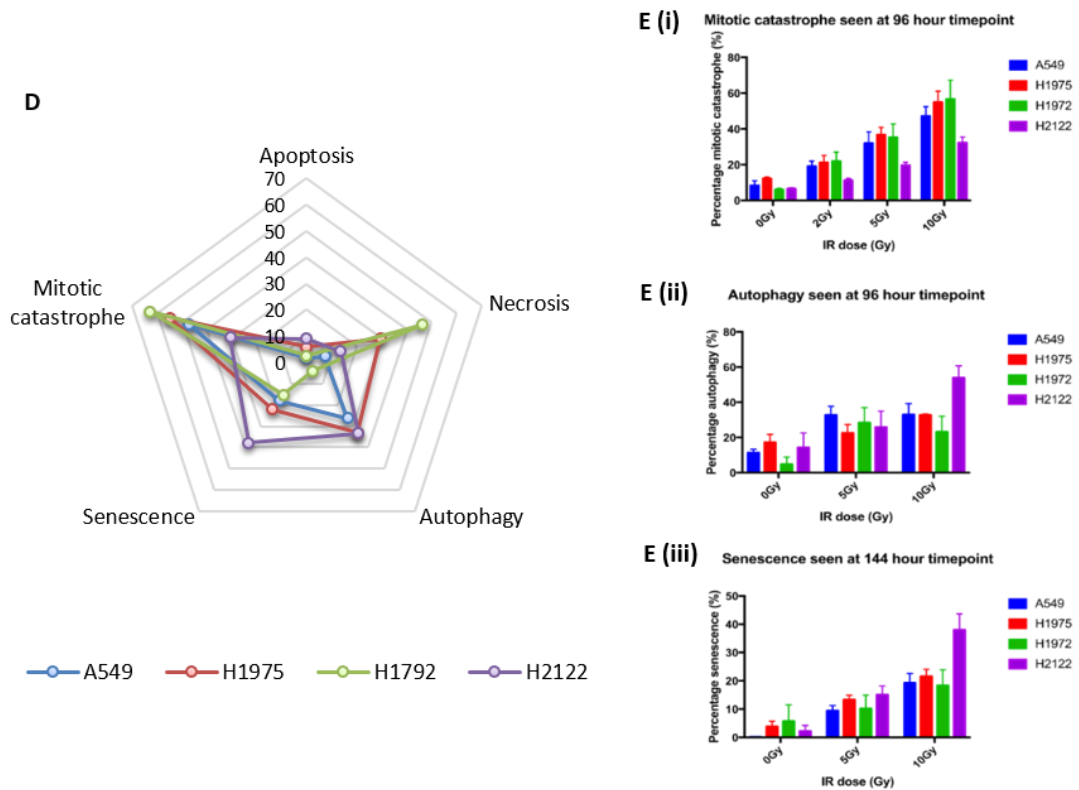 D
Apoptosis
70
60
50
40
30
20
10
0
Necrosis
Autophagy
Senescence
Mitotic
catastrophe
A549
H1975
H1792
H2122
E (i)
Mitotic catastrophe seen at 96 hour timepoint
Percentage mitotic catastrophe (%)
80
60
40
20
0
0Gy
2Gy
5Gy
10Gy
IR dose (Gy)
A549
H1975
H1972
H2122
E (ii)
Autophagy seen at 96 hour timepoint
Percentage autophagy (%)
80
60
40
20
0
0Gy
5Gy
10Gy
IR dose (Gy)
A549
H1975
H1972
H2122
E (iii)
Senescence seen at 144 hour timepoint
Percentage senescence (%)
50
40
30
20
10
0
0Gy
5Gy
10Gy
IR dose (Gy)
A549
H1975
H1972
H2122